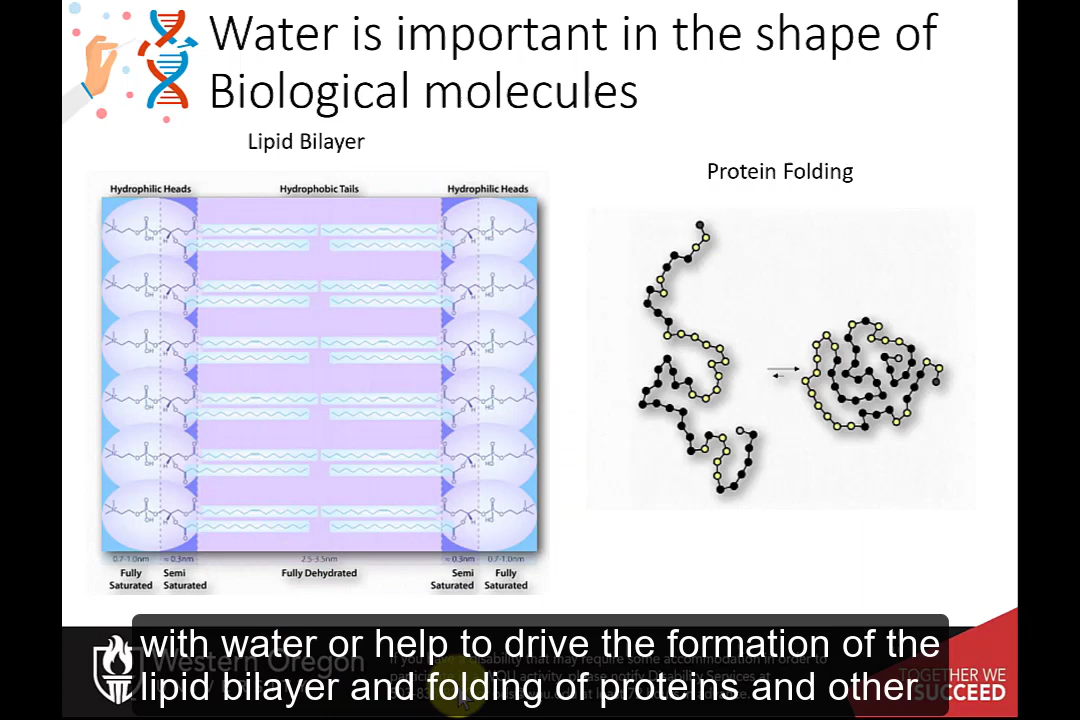 Water is important in the shape of
Biological molecules
Lipid Bilayer
Protein Folding
Hydrophilic Heads
Hydrophobic Tails
Hydrophilic Heads
0.7-1.0nm
≈ 0.3nm
2.5-3.5nm
≈ 0.3nm
0.7-1.0nm
Fully
Saturated
Semi
Saturated
Fully Dehydrated
Semi
Saturated
Fully
Saturated
with water or help to drive the formation of the
lipid bilayer and folding of proteins and other
Western Oregon
TOGETHER WE
SUCCEED